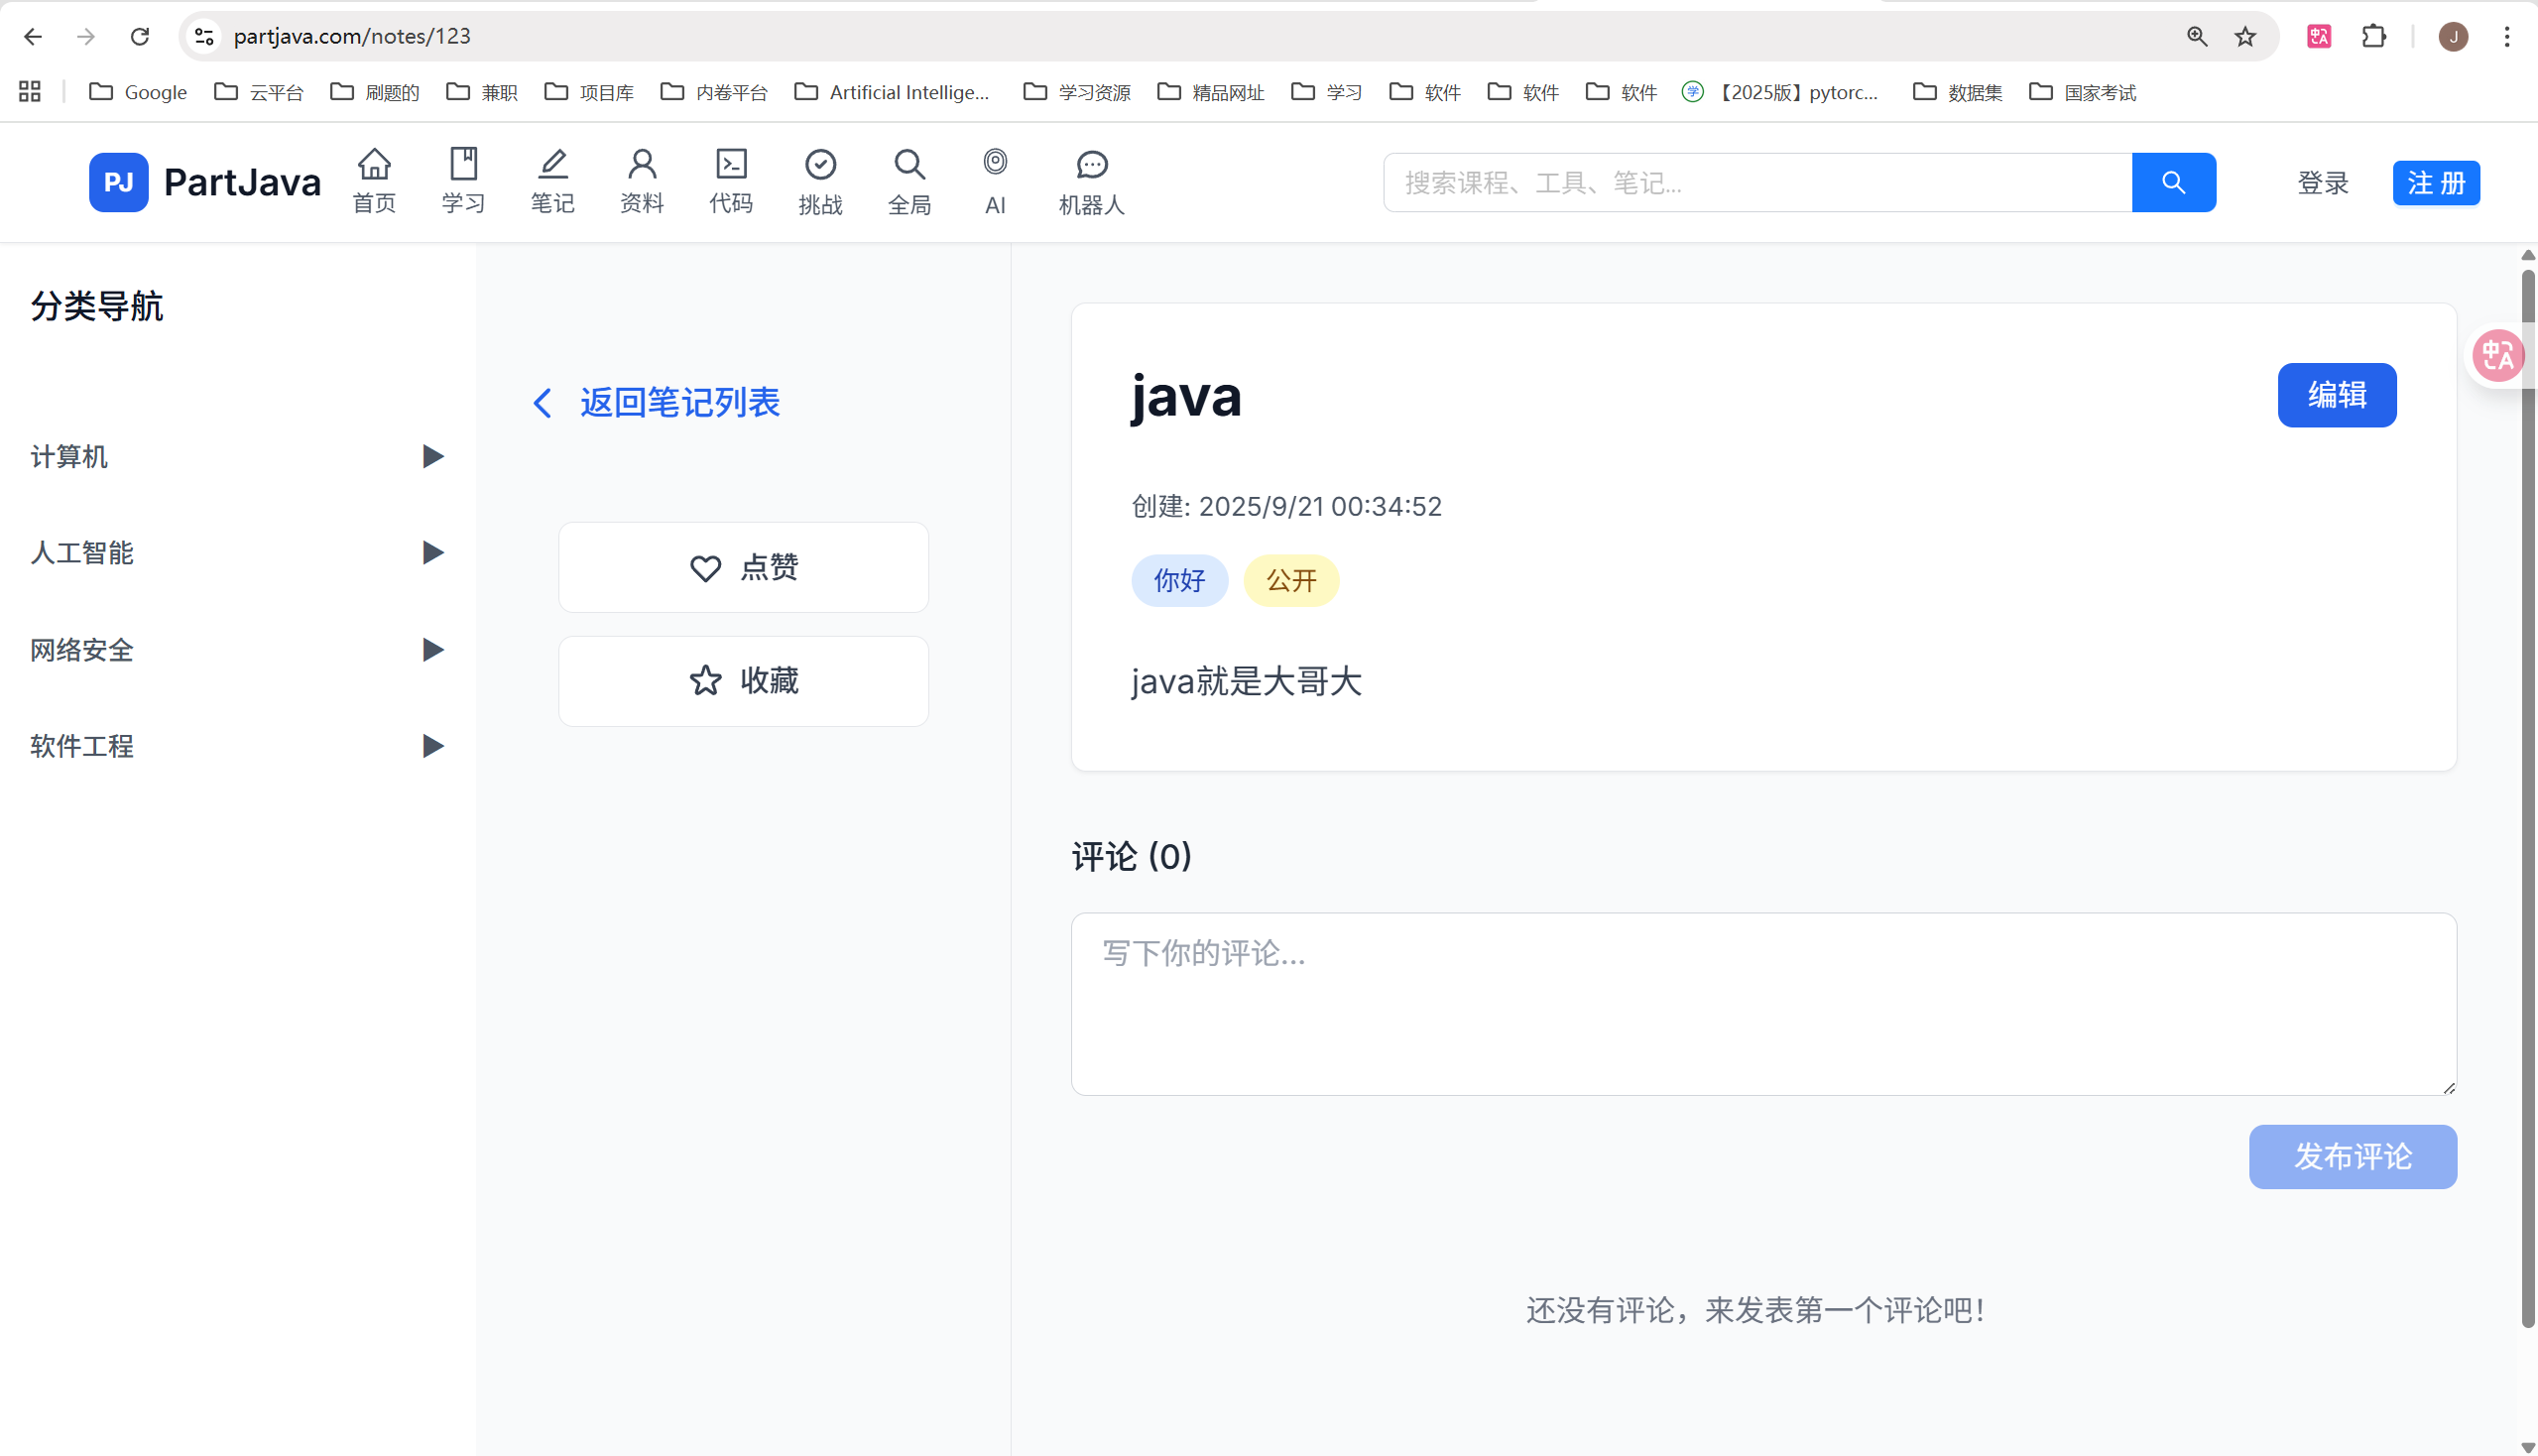 partjava.com/notes/123
J
Google
云平台
刷题的
兼职
项目库
内卷平台
Artificial Intellige...
学习资源
精品网址
学习
软件
软件
软件
学
【2025版】pytorc...
数据集
国家考试
PJ
PartJava
首页
学习
笔记
资料
代码
挑战
全局
AI
机器人
搜索课程、工具、笔记...
登录
注 册
分类导航
计算机
人工智能
网络安全
软件工程
返回笔记列表
点赞
收藏
java
编辑
创建: 2025/9/21 00:34:52
你好
公开
java就是大哥大
评论 (0)
写下你的评论...
发布评论
还没有评论，来发表第一个评论吧！
中A